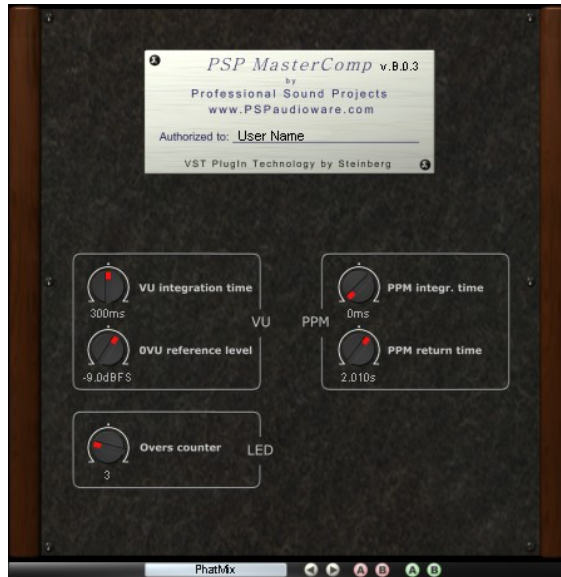 PSP MasterComp v.B.0.3
by
Professional Sound Projects
www.PSPaudioware.com
Authorized to: User Name
VST PlugIn Technology by Steinberg
VU integration time
300ms
VU
0VU reference level
-9.0dBFS
PPM integr. time
0ms
PPM
PPM return time
2.010s
Overs counter
LED
3
PhatMix
A B A B